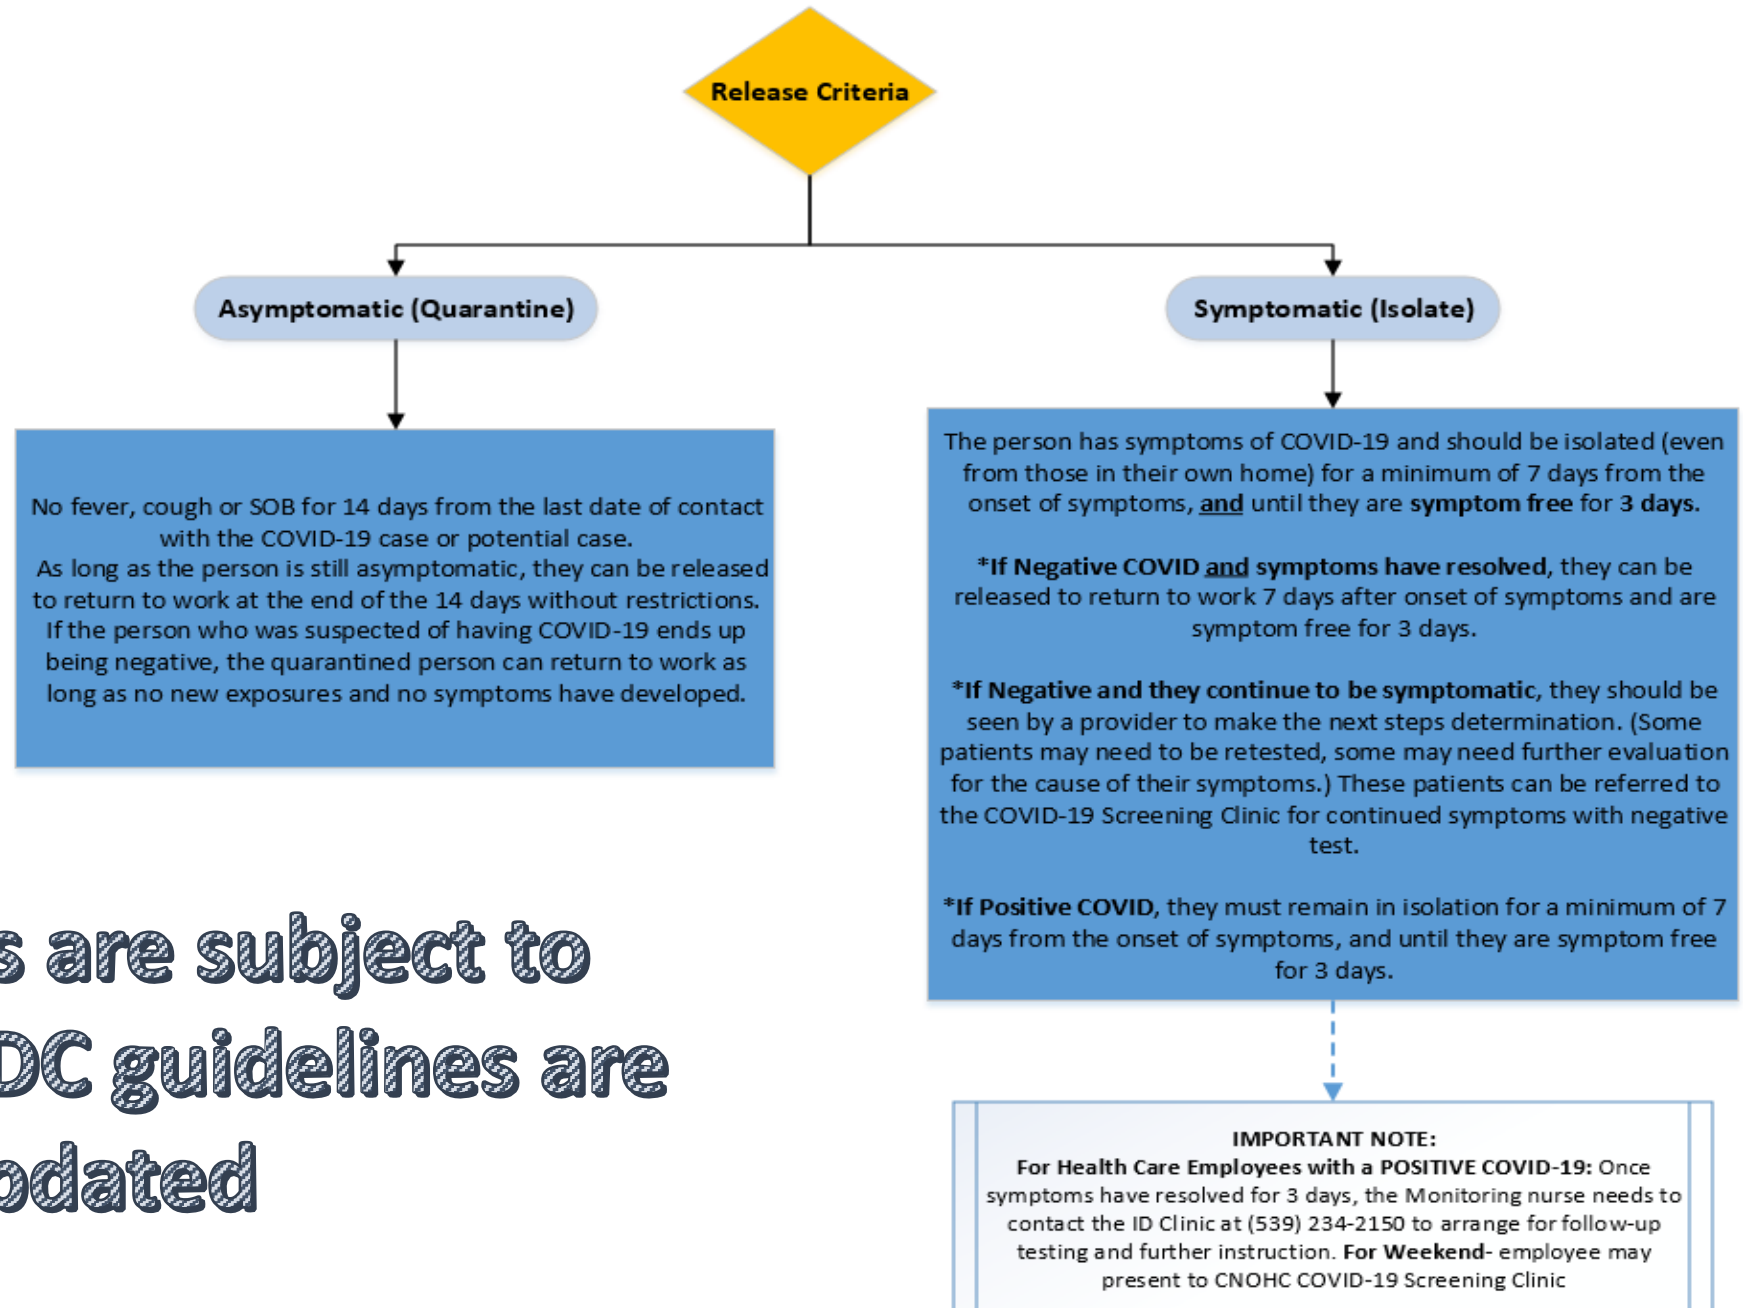 Release Criteria
Asymptomatic (Quarantine)
Symptomatic (Isolate)
No fever, cough or SOB for 14 days from the last date of contact
with the COVID-19 case or potential case.
As long as the person is still asymptomatic, they can be released
to return to work at the end of the 14 days without restrictions.
If the person who was suspected of having COVID-19 ends up
being negative, the quarantined person can return to work as
long as no new exposures and no symptoms have developed.
The person has symptoms of COVID-19 and should be isolated (even
from those in their own home) for a minimum of 7 days from the
onset of symptoms, and until they are symptom free for 3 days.
*If Negative COVID and symptoms have resolved, they can be
released to return to work 7 days after onset of symptoms and are
symptom free for 3 days.
*If Negative and they continue to be symptomatic, they should be
seen by a provider to make the next steps determination. (Some
patients may need to be retested, some may need further evaluation
for the cause of their symptoms.) These patients can be referred to
the COVID-19 Screening Clinic for continued symptoms with negative
test.
*If Positive COVID, they must remain in isolation for a minimum of 7
days from the onset of symptoms, and until they are symptom free
for 3 days.
s are subject to
DC guidelines are
pdated
IMPORTANT NOTE:
For Health Care Employees with a POSITIVE COVID-19: Once
symptoms have resolved for 3 days, the Monitoring nurse needs to
contact the ID Clinic at (539) 234-2150 to arrange for follow-up
testing and further instruction. For Weekend- employee may
present to CNOHC COVID-19 Screening Clinic